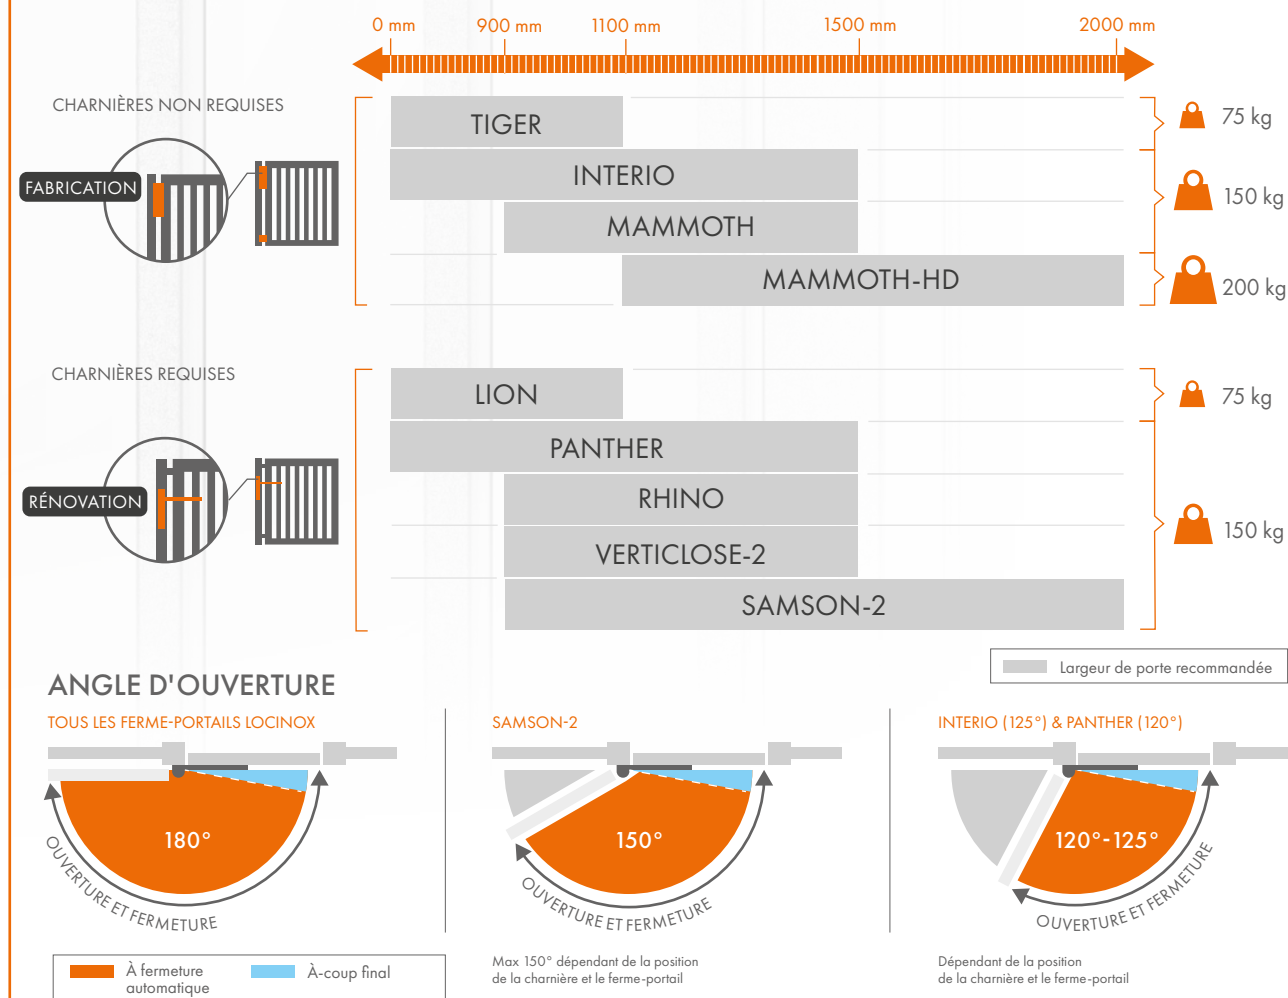 0 mm 900 mm 1100 mm 1500 mm 2000 mm
CHARNIÈRES NON REQUISES
FABRICATION
TIGER
75 kg
INTERIO
150 kg
MAMMOTH
MAMMOTH-HD
200 kg
CHARNIÈRES REQUISES
RÉNOVATION
LION
75 kg
PANTHER
RHINO
150 kg
VERTICLOSE-2
SAMSON-2
Largeur de porte recommandée
ANGLE D'OUVERTURE
TOUS LES FERME-PORTAILS LOCINOX
180°
OUVERTURE ET FERMETURE
À fermeture
automatique
À-coup final
SAMSON-2
150°
OUVERTURE ET FERMETURE
Max 150° dépendant de la position
de la charnière et le ferme-portail
INTERIO (125°) & PANTHER (120°)
120°-125°
OUVERTURE ET FERMETURE
Dépendant de la position
de la charnière et le ferme-portail